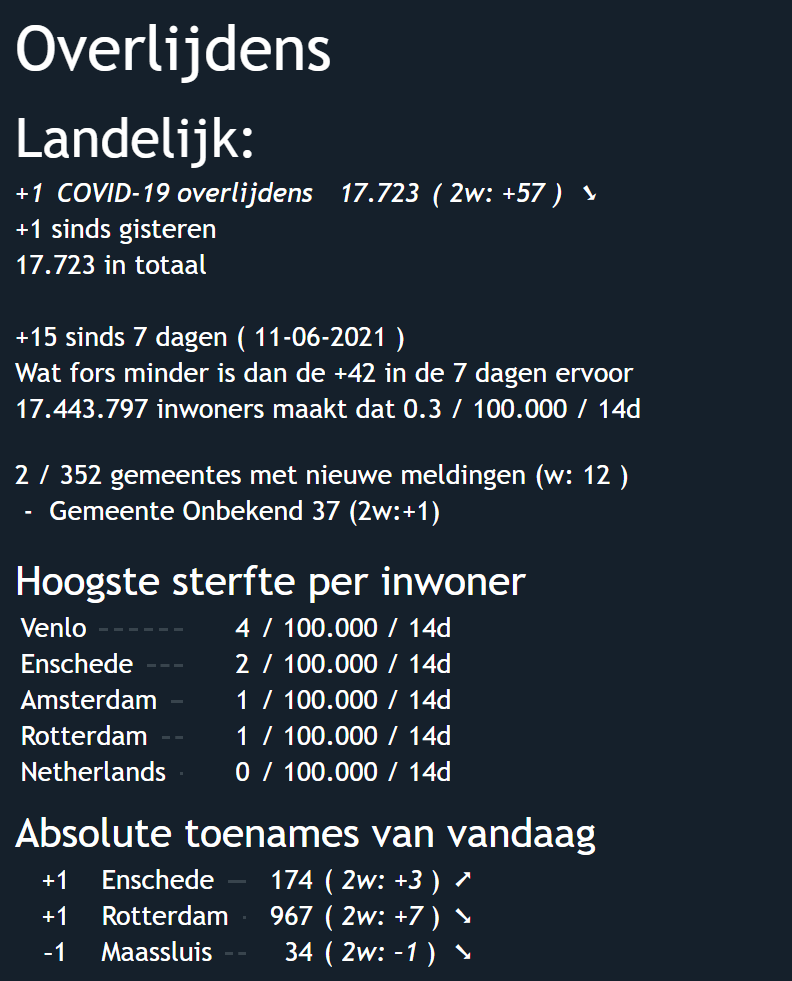 Overlijdens
Landelijk:
+1 COVID-19 overlijdens 17.723 ( 2w: +57 ) ➘
+1 sinds gisteren
17.723 in totaal
+15 sinds 7 dagen ( 11-06-2021 )
Wat fors minder is dan de +42 in de 7 dagen ervoor
17.443.797 inwoners maakt dat 0.3 / 100.000 / 14d
2 / 352 gemeentes met nieuwe meldingen (w: 12 )
- Gemeente Onbekend 37 (2w:+1)
Hoogste sterfte per inwoner
Venlo ------ 4 / 100.000 / 14d
Enschede --- 2 / 100.000 / 14d
Amsterdam - 1 / 100.000 / 14d
Rotterdam -- 1 / 100.000 / 14d
Netherlands · 0 / 100.000 / 14d
Absolute toenames van vandaag
+1 Enschede — 174 ( 2w: +3 ) ➚
+1 Rotterdam · 967 ( 2w: +7 ) ➘
-1 Maassluis -- 34 ( 2w: -1 ) ➘